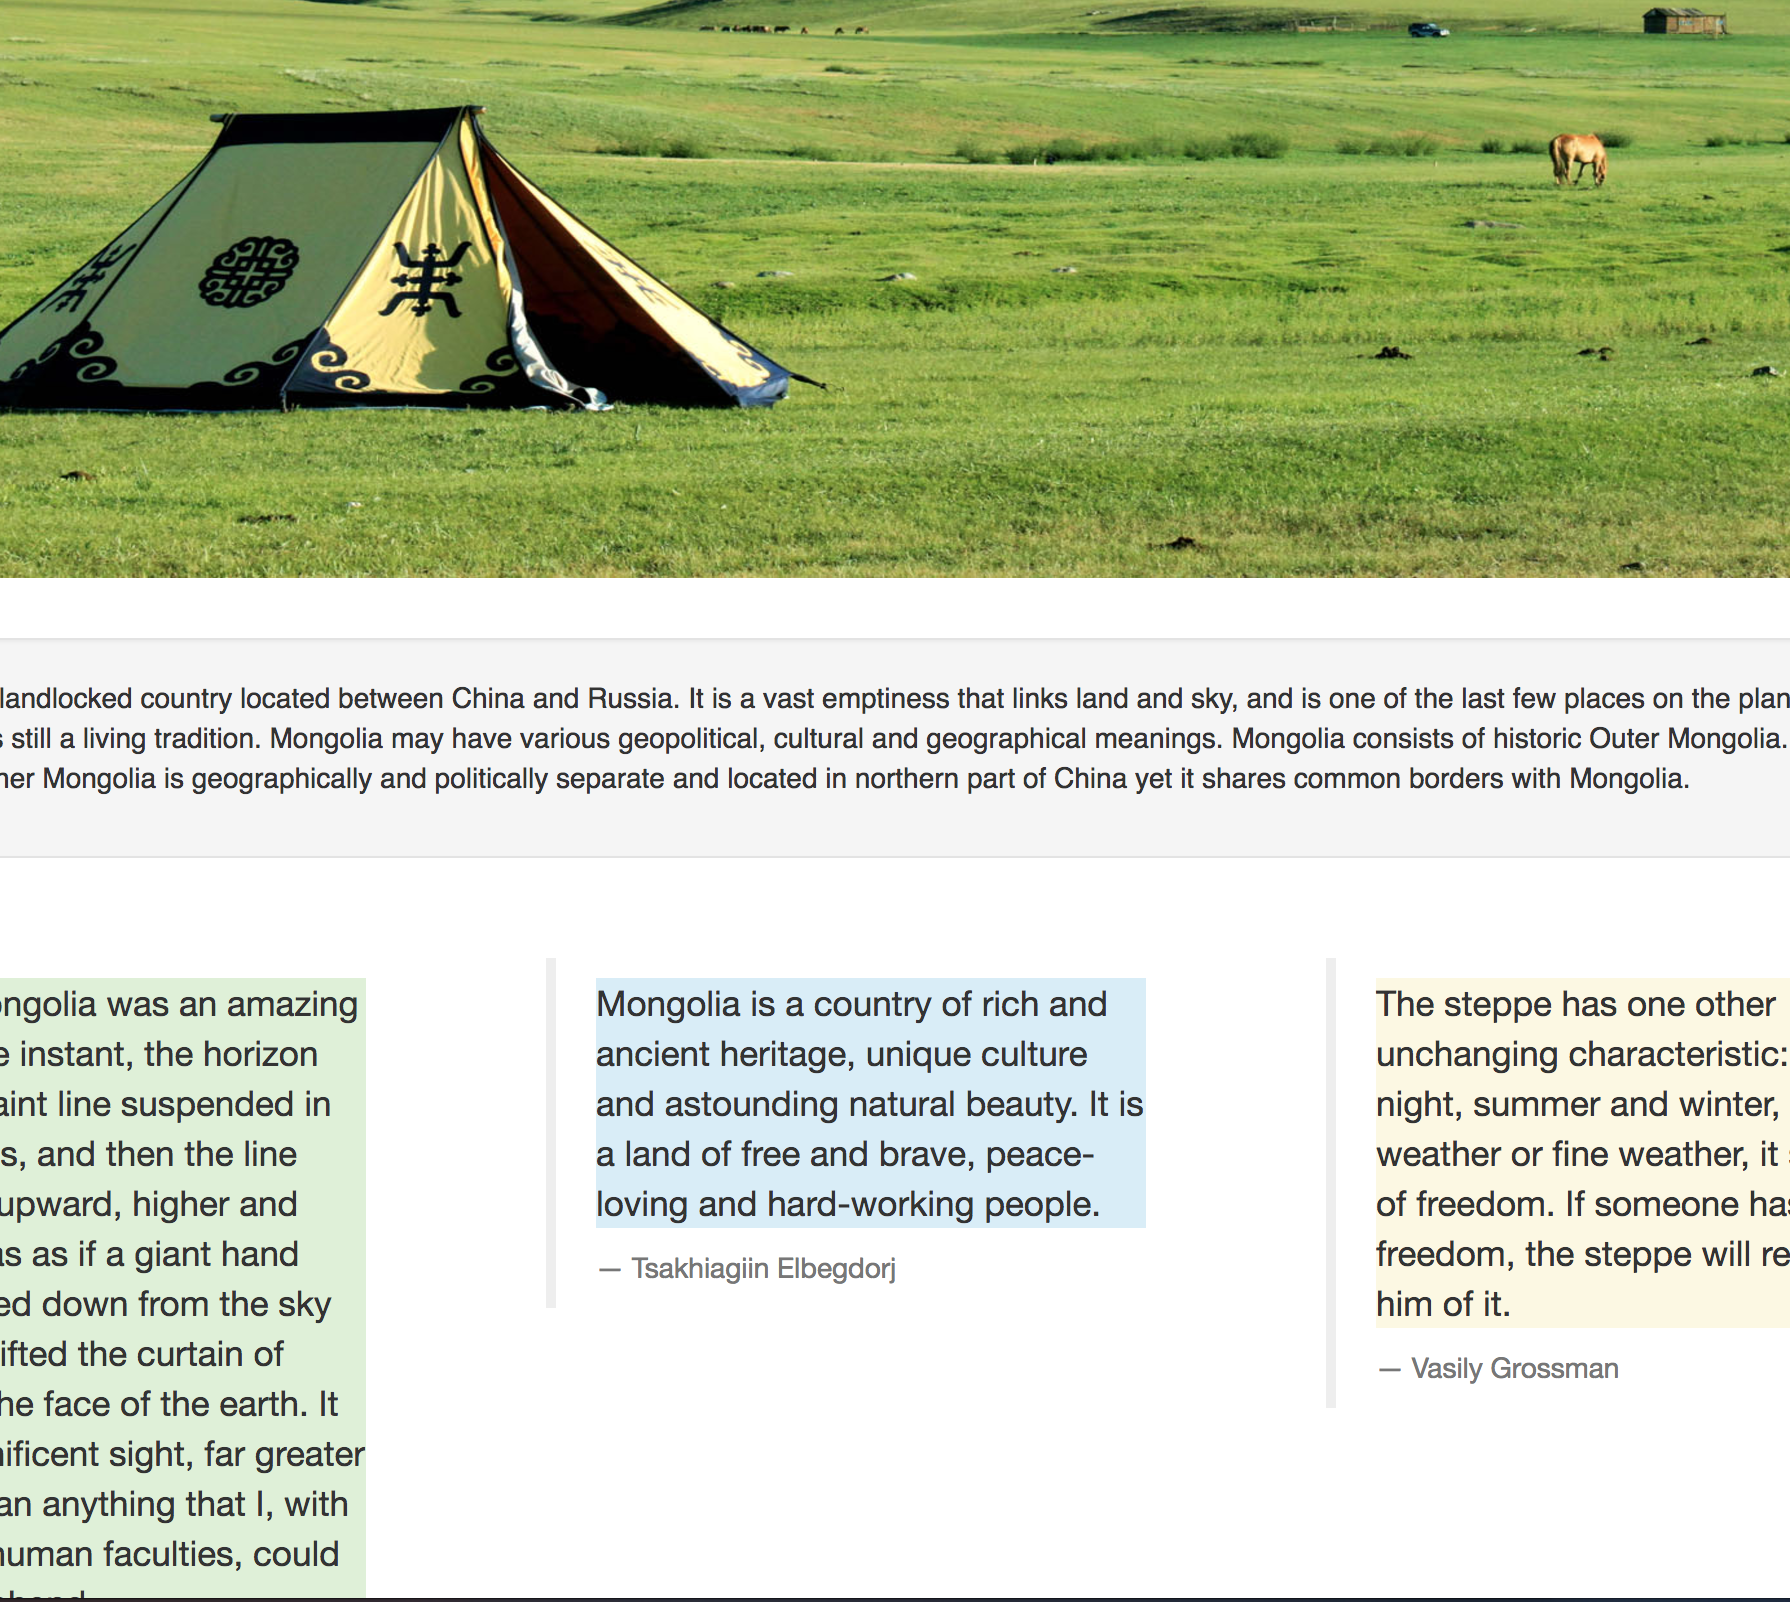 landlocked country located between China and Russia. It is a vast emptiness that links land and sky, and is one of the last few places on the plan
s still a living tradition. Mongolia may have various geopolitical, cultural and geographical meanings. Mongolia consists of historic Outer Mongolia.
ner Mongolia is geographically and politically separate and located in northern part of China yet it shares common borders with Mongolia.
ongolia was an amazing
e instant, the horizon
aint line suspended in
s, and then the line
upward, higher and
as as if a giant hand
ed down from the sky
ifted the curtain of
he face of the earth. It
nificent sight, far greater
an anything that I, with
human faculties, could
Mongolia is a country of rich and
ancient heritage, unique culture
and astounding natural beauty. It is
a land of free and brave, peace-
loving and hard-working people.
— Tsakhiagiin Elbegdorj
The steppe has one other
unchanging characteristic:
night, summer and winter,
weather or fine weather, it
of freedom. If someone has
freedom, the steppe will re
him of it.
— Vasily Grossman